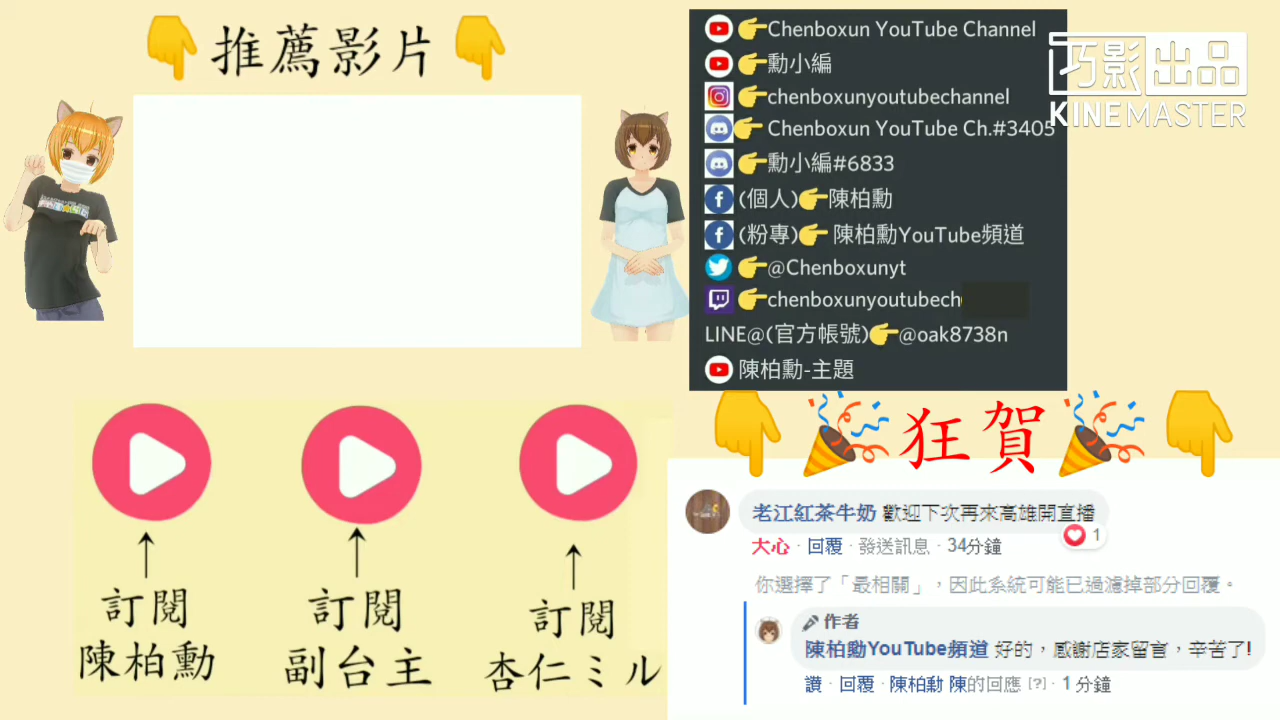 推薦影片
Chenboxun YouTube Channel
勳小編
chenboxunyoutubechannel
Chenboxun YouTube Ch.#3405
勳小編#6833
(個人)陳柏勳
(粉專)陳柏勳YouTube頻道
@Chenboxunyt
chenboxunyoutubech
LINE@(官方帳號)@oak8738n
陳柏勳-主題
巧影出品
KINEMASTER
狂賀
老江紅茶牛奶 歡迎下次再來高雄開直播
1
大心 · 回覆 · 發送訊息 · 34分鐘
你選擇了「最相關」，因此系統可能已過濾掉部分回覆。
作者
陳柏勳YouTube頻道 好的，感謝店家留言，辛苦了!
讚 · 回覆 · 陳柏勳 陳的回應 [?] · 1 分鐘
訂閱
陳柏勳
訂閱
副台主
訂閱
杏仁ミル